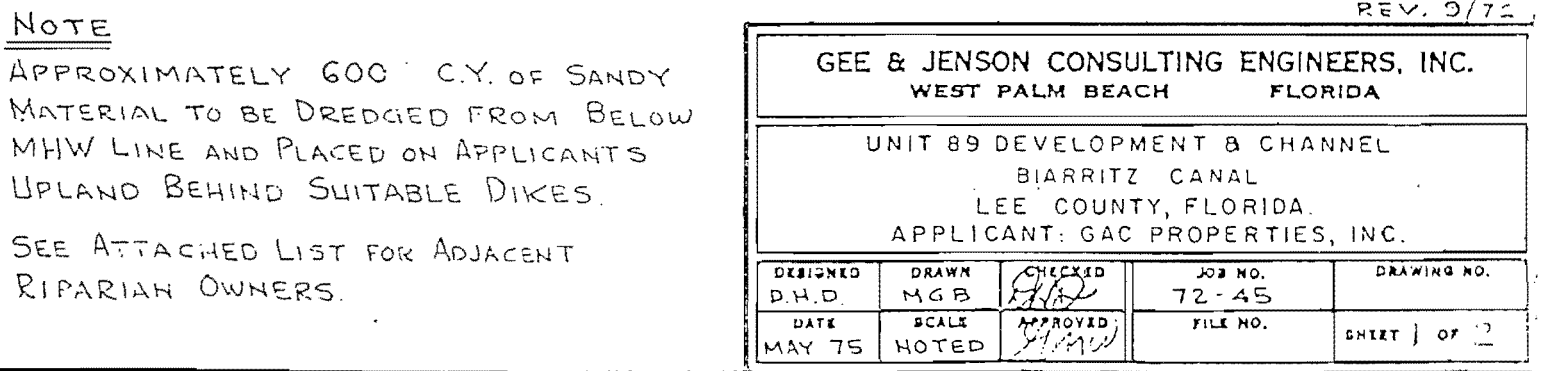 NOTE
APPROXIMATELY 600 C.Y. OF SANDY
MATERIAL TO BE DREDGED FROM BELOW
MHW LINE AND PLACED ON APPLICANTS
UPLAND BEHIND SUITABLE DIKES.
SEE ATTACHED LIST FOR ADJACENT
RIPARIAN OWNERS.
REV.
GEE & JENSON CONSULTING ENGINEERS, INC.
WEST PALM BEACH FLORIDA
UNIT 89 DEVELOPMENT & CHANNEL
BIARRITZ CANAL
LEE COUNTY, FLORIDA.
APPLICANT: GAC PROPERTIES, INC.
DESIGNED DRAWN CHECKED JOB NO. DRAWING NO.
D.H.D. MGB 72-45
DATE SCALE APPROVED FILE NO.
MAY 75 NOTED SHEET 1 OF 2